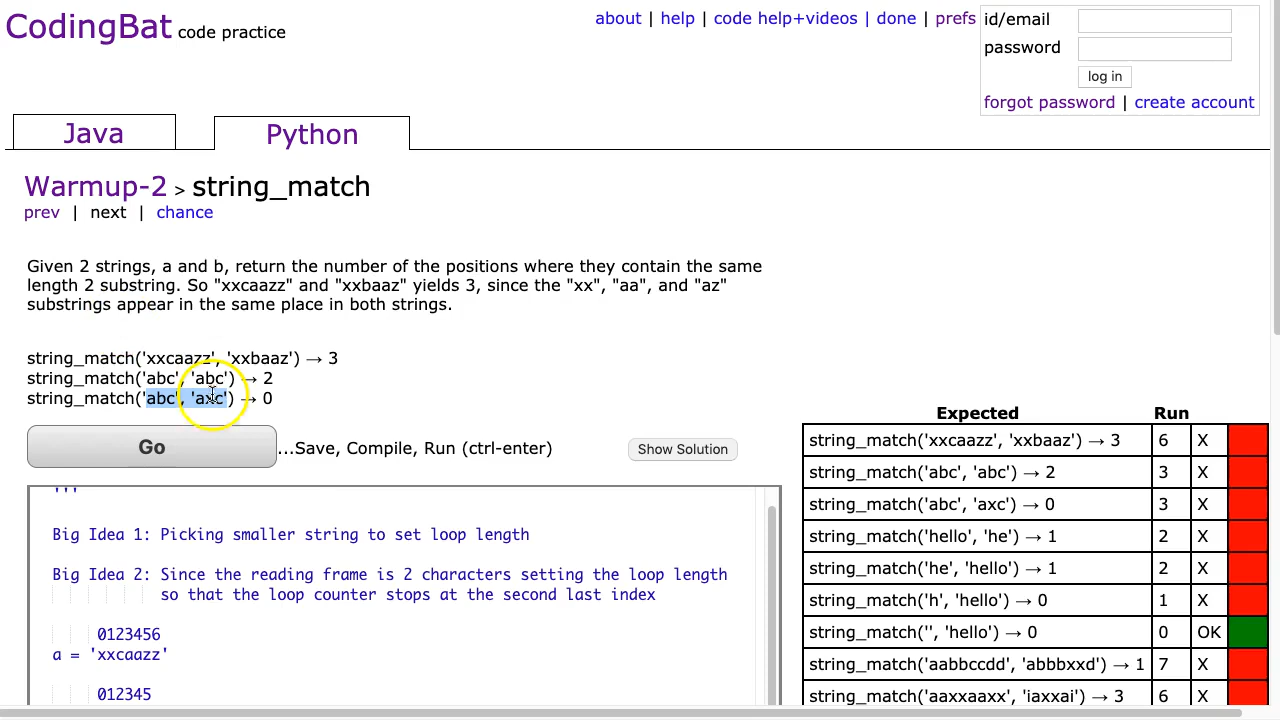 CodingBat code practice
about | help | code help+videos | done | prefs
id/email
password
log in
forgot password | create account
Java
Python
Warmup-2 > string_match
prev | next | chance
Given 2 strings, a and b, return the number of the positions where they contain the same
length 2 substring. So "xxcaazz" and "xxbaaz" yields 3, since the "xx", "aa", and "az"
substrings appear in the same place in both strings.
string_match('xxcaazz', 'xxbaaz') → 3
string_match('abc', 'abc') → 2
string_match('abc', 'axc') → 0
Go
...Save, Compile, Run (ctrl-enter)
Show Solution
'''
Big Idea 1: Picking smaller string to set loop length
Big Idea 2: Since the reading frame is 2 characters setting the loop length
so that the loop counter stops at the second last index
0123456
a = 'xxcaazz'
012345
Expected Run
string_match('xxcaazz', 'xxbaaz') → 3 6 X
string_match('abc', 'abc') → 2 3 X
string_match('abc', 'axc') → 0 3 X
string_match('hello', 'he') → 1 2 X
string_match('he', 'hello') → 1 2 X
string_match('h', 'hello') → 0 1 X
string_match('', 'hello') → 0 0 OK
string_match('aabbccdd', 'abbbxxd') → 1 7 X
string_match('aaxxaaxx', 'iaxxai') → 3 6 X